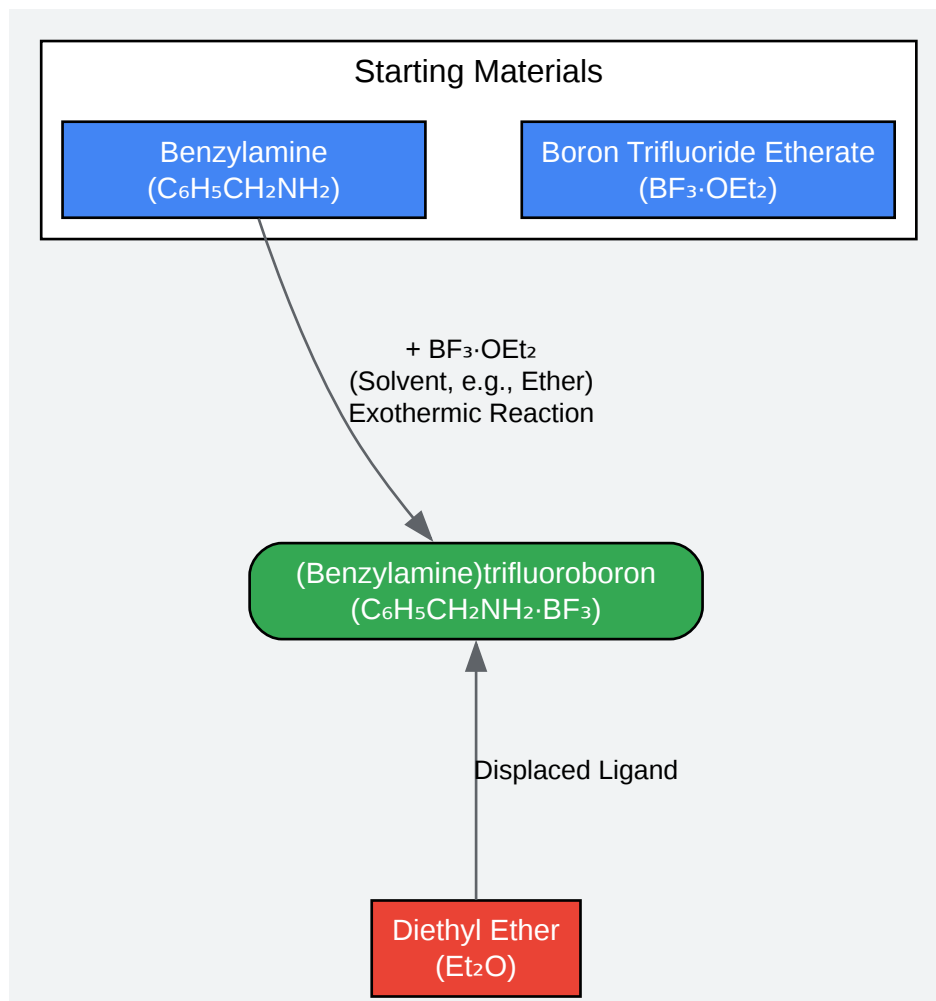 Starting Materials
Benzylamine
(C₆H₅CH₂NH₂)
Boron Trifluoride Etherate
(BF₃·OEt₂)
+ BF₃·OEt₂
(Solvent, e.g., Ether)
Exothermic Reaction
(Benzylamine)trifluoroboron
(C₆H₅CH₂NH₂·BF₃)
Displaced Ligand
Diethyl Ether
(Et₂O)